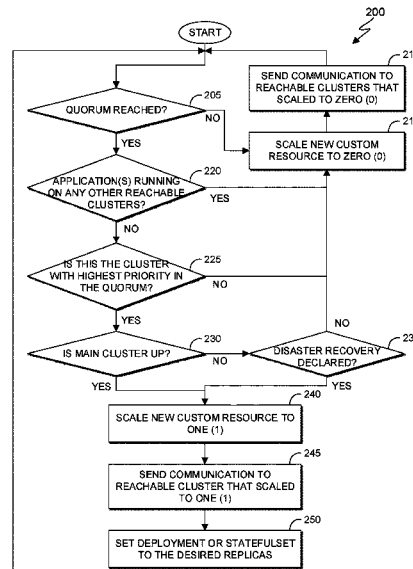 200
START
205
QUORUM REACHED?
NO
YES
21
SEND COMMUNICATION TO
REACHABLE CLUSTERS THAT
SCALED TO ZERO (0)
21
SCALE NEW CUSTOM
RESOURCE TO ZERO (0)
220
APPLICATION(S) RUNNING
ON ANY OTHER REACHABLE
CLUSTERS?
YES
NO
225
IS THIS THE CLUSTER
WITH HIGHEST PRIORITY IN
THE QUORUM?
NO
YES
230
IS MAIN CLUSTER UP?
NO
YES
NO
23
DISASTER RECOVERY
DECLARED?
YES
240
SCALE NEW CUSTOM RESOURCE TO
ONE (1)
245
SEND COMMUNICATION TO
REACHABLE CLUSTER THAT SCALED
TO ONE (1)
250
SET DEPLOYMENT OR STATEFULSET
TO THE DESIRED REPLICAS